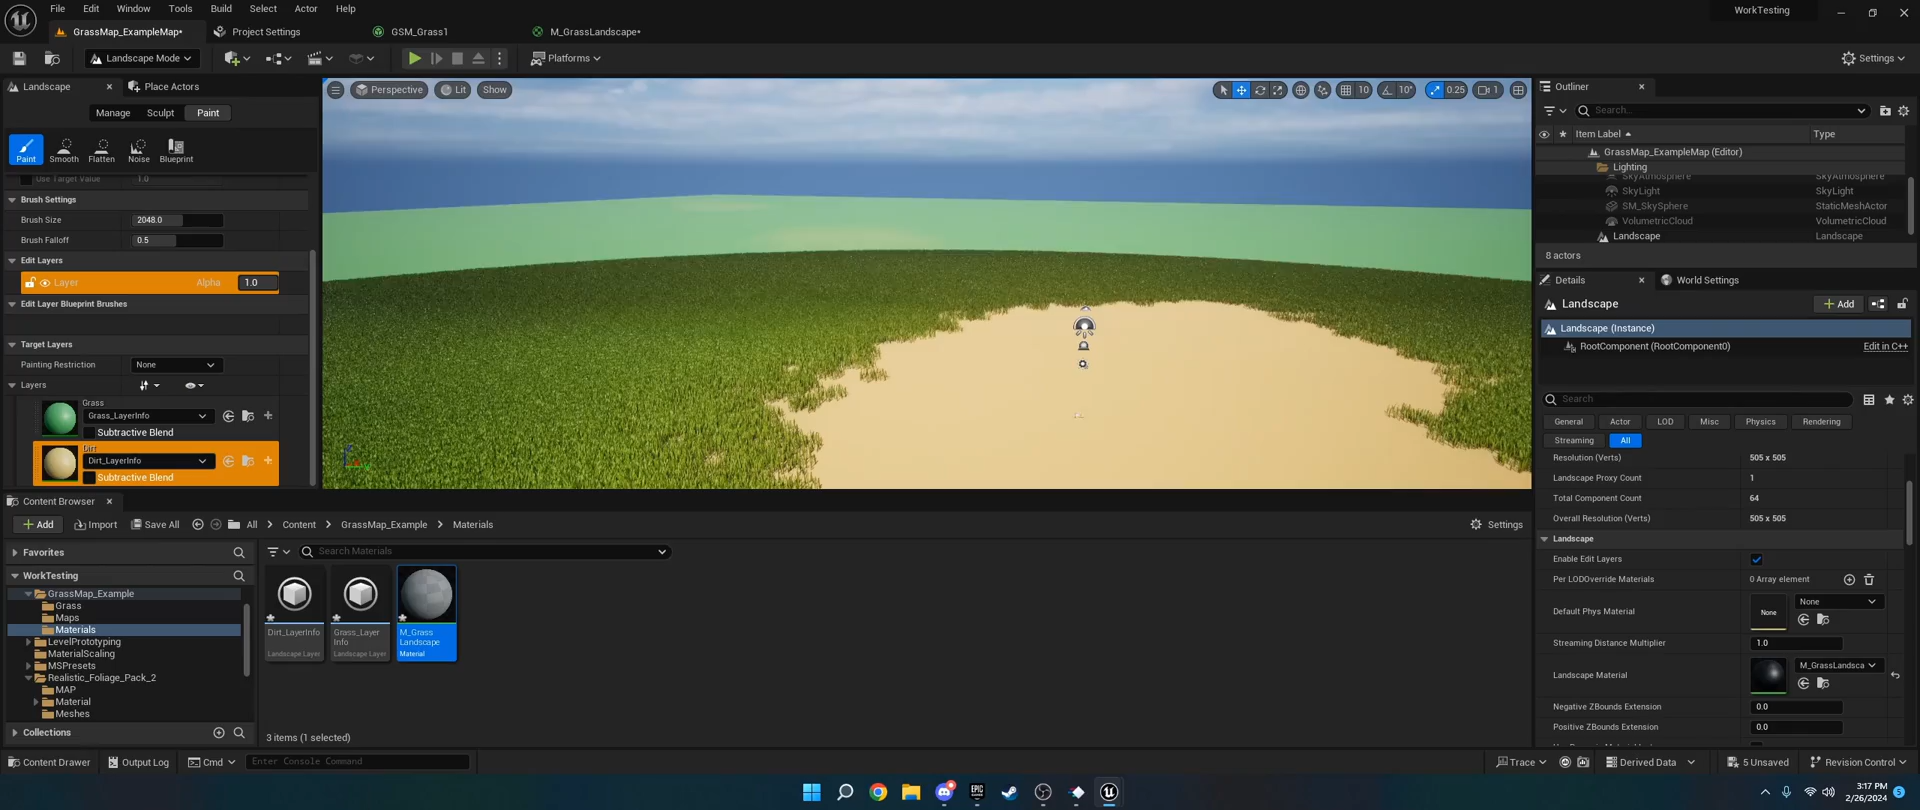 File Edit Window Tools Build Select Actor Help
WorkTesting
GrassMap_ExampleMap* Project Settings GSM_Grass1 M_GrassLandscape*
Landscape Mode Platforms Settings
Landscape Place Actors
Manage Sculpt Paint
Paint Smooth Flatten Noise Blueprint
Use Target Value 1.0
Brush Settings
Brush Size 2048.0
Brush Falloff 0.5
Edit Layers
Layer Alpha 1.0
Edit Layer Blueprint Brushes
Target Layers
Painting Restriction None
Layers
Grass
Grass_LayerInfo
Subtractive Blend
Dirt
Dirt_LayerInfo
Subtractive Blend
Perspective Lit Show
10 10° 0.25 1
Outliner
Search...
Item Label Type
GrassMap_ExampleMap (Editor)
Lighting
SkyAtmosphere SkyAtmosphere
SkyLight SkyLight
SM_SkySphere StaticMeshActor
VolumetricCloud VolumetricCloud
Landscape Landscape
8 actors
Details World Settings
Landscape Add
Landscape (Instance)
RootComponent (RootComponent0) Edit in C++
Search
General Actor LOD Misc Physics Rendering
Streaming All
Resolution (Verts) 505 x 505
Landscape Proxy Count 1
Total Component Count 64
Overall Resolution (Verts) 505 x 505
Landscape
Enable Edit Layers
Per LODOverride Materials 0 Array element
Default Phys Material None None
Streaming Distance Multiplier 1.0
Landscape Material M_GrassLandsca
Negative ZBounds Extension 0.0
Positive ZBounds Extension 0.0
Content Browser
Add Import Save All All Content GrassMap_Example Materials Settings
Favorites
WorkTesting
GrassMap_Example
Grass
Maps
Materials
LevelPrototyping
MaterialScaling
MSPresets
Realistic_Foliage_Pack_2
MAP
Material
Meshes
Collections
Search Materials
Dirt_LayerInfo
Landscape Layer
Grass_Layer
Info
Landscape Layer
M_Grass
Landscape
Material
3 items (1 selected)
Content Drawer Output Log Cmd Enter Console Command Trace Derived Data 5 Unsaved Revision Control
EPIC GAMES
3:17 PM
2/26/2024
5